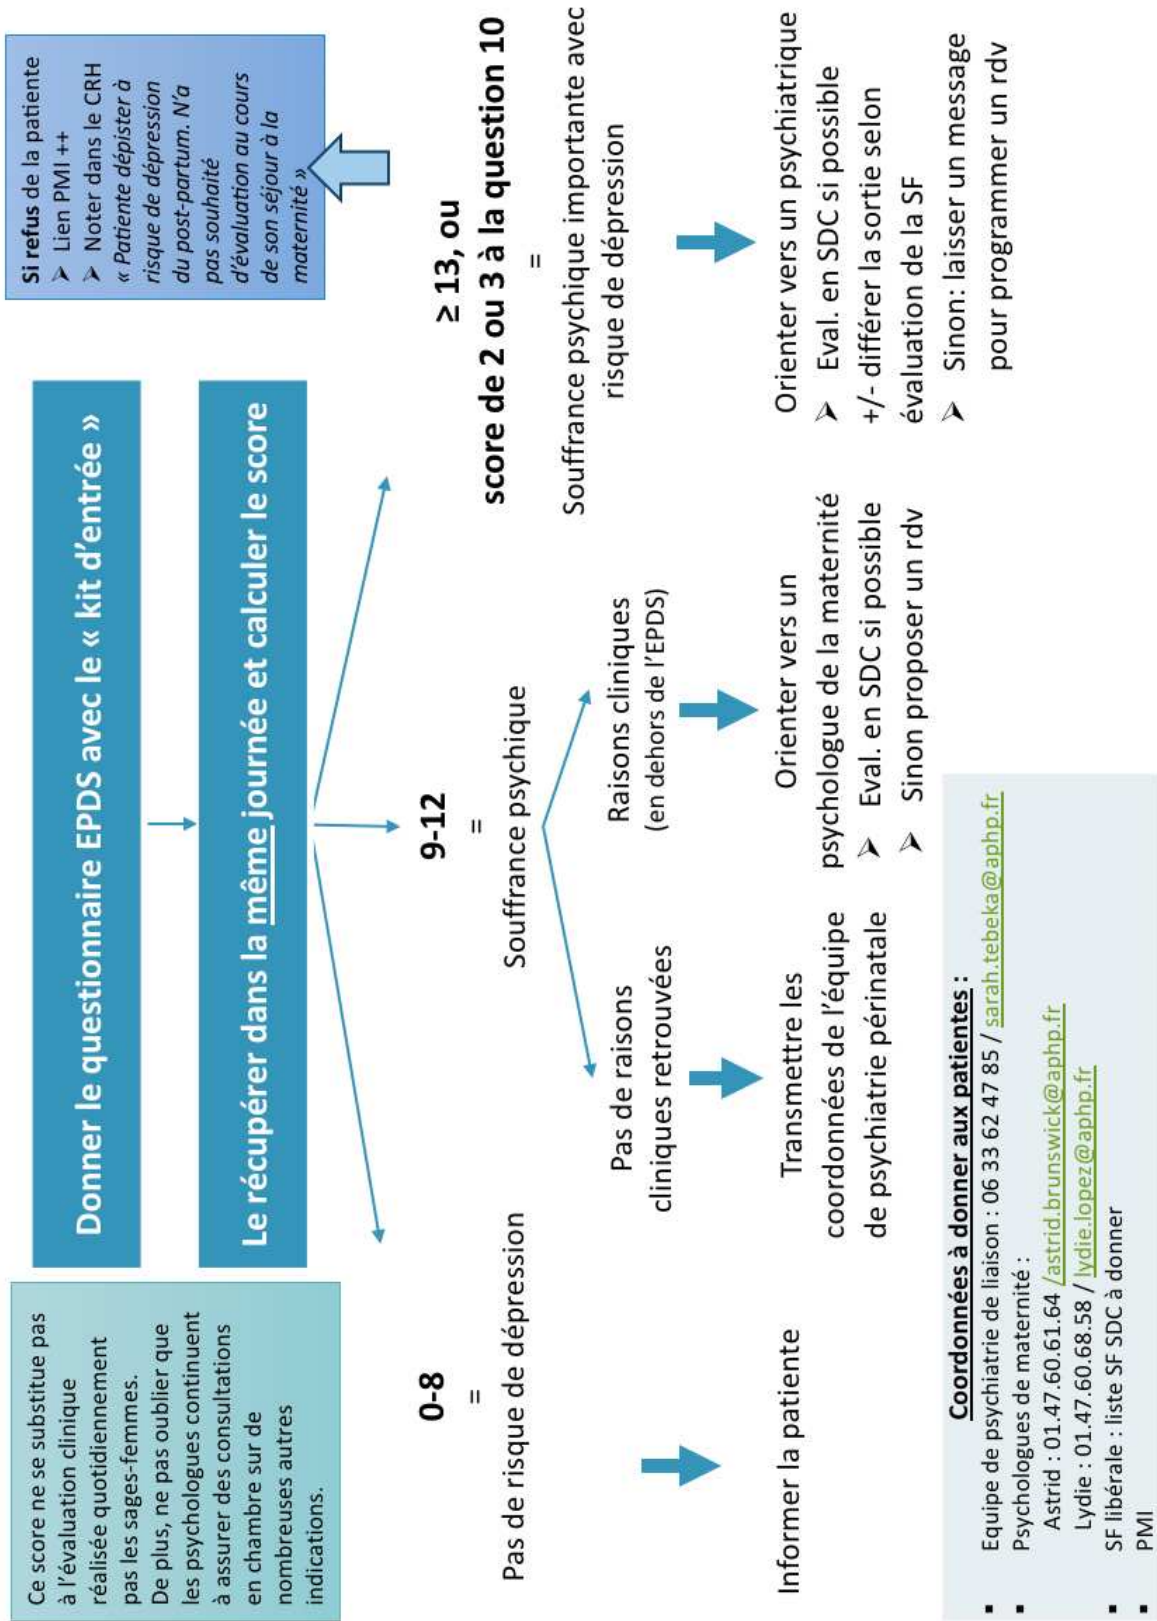 Donner le questionnaire EPDS avec le « kit d'entrée »
Le récupérer dans la même journée et calculer le score
Ce score ne se substitue pas
à l'évaluation clinique
réalisée quotidiennement
pas les sages-femmes.
De plus, ne pas oublier que
les psychologues continuent
à assurer des consultations
en chambre sur de
nombreuses autres
indications.
Si refus de la patiente
➢ Lien PMI ++
➢ Noter dans le CRH
« Patiente dépister à
risque de dépression
du post-partum. N'a
pas souhaité
d'évaluation au cours
de son séjour à la
maternité »
0-8
=
Pas de risque de dépression
Informer la patiente
9-12
=
Souffrance psychique
Pas de raisons
cliniques retrouvées
Transmettre les
coordonnées de l'équipe
de psychiatrie périnatale
Raisons cliniques
(en dehors de l'EPDS)
Orienter vers un
psychologue de la maternité
➢ Eval. en SDC si possible
➢ Sinon proposer un rdv
≥ 13, ou
score de 2 ou 3 à la question 10
=
Souffrance psychique importante avec
risque de dépression
Orienter vers un psychiatrique
➢ Eval. en SDC si possible
+/- différer la sortie selon
évaluation de la SF
➢ Sinon: laisser un message
pour programmer un rdv
Coordonnées à donner aux patientes :
▪ Equipe de psychiatrie de liaison : 06 33 62 47 85 / sarah.tebeka@aphp.fr
▪ Psychologues de maternité :
Astrid : 01.47.60.61.64 /astrid.brunswick@aphp.fr
Lydie : 01.47.60.68.58 / lydie.lopez@aphp.fr
▪ SF libérale : liste SF SDC à donner
▪ PMI